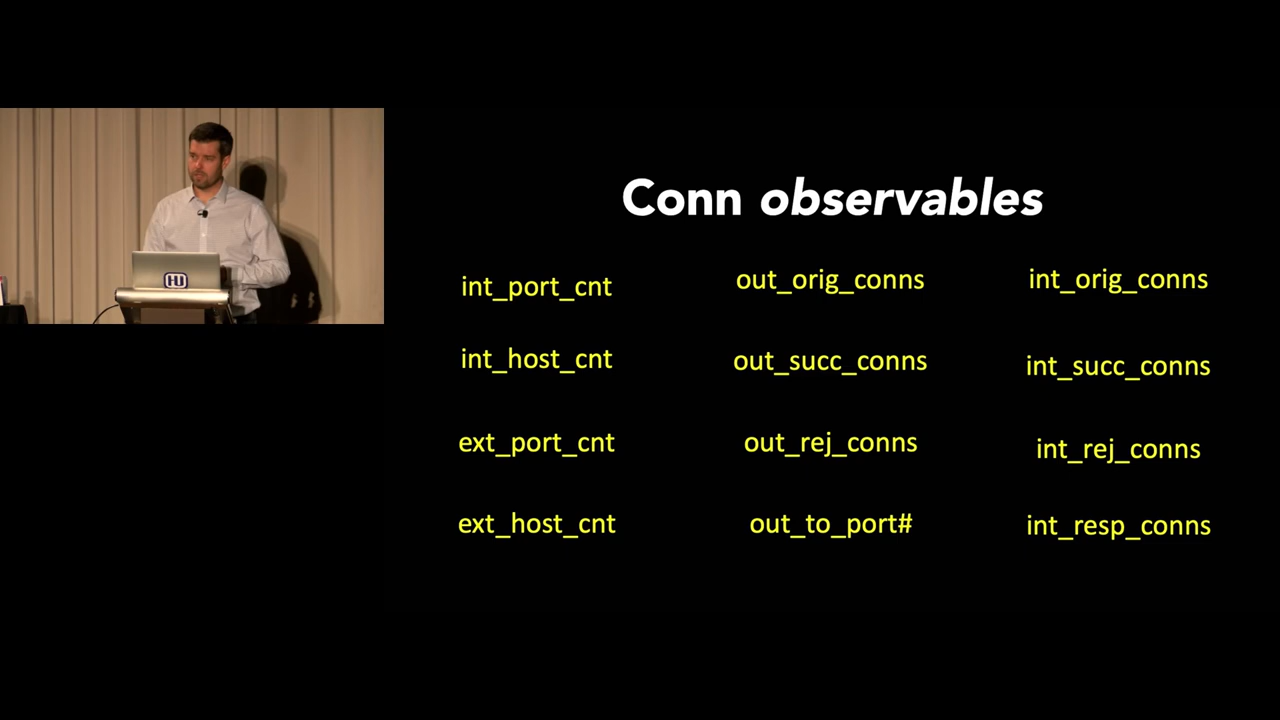 Conn observables
int_port_cnt out_orig_conns int_orig_conns
int_host_cnt out_succ_conns int_succ_conns
ext_port_cnt out_rej_conns int_rej_conns
ext_host_cnt out_to_port# int_resp_conns